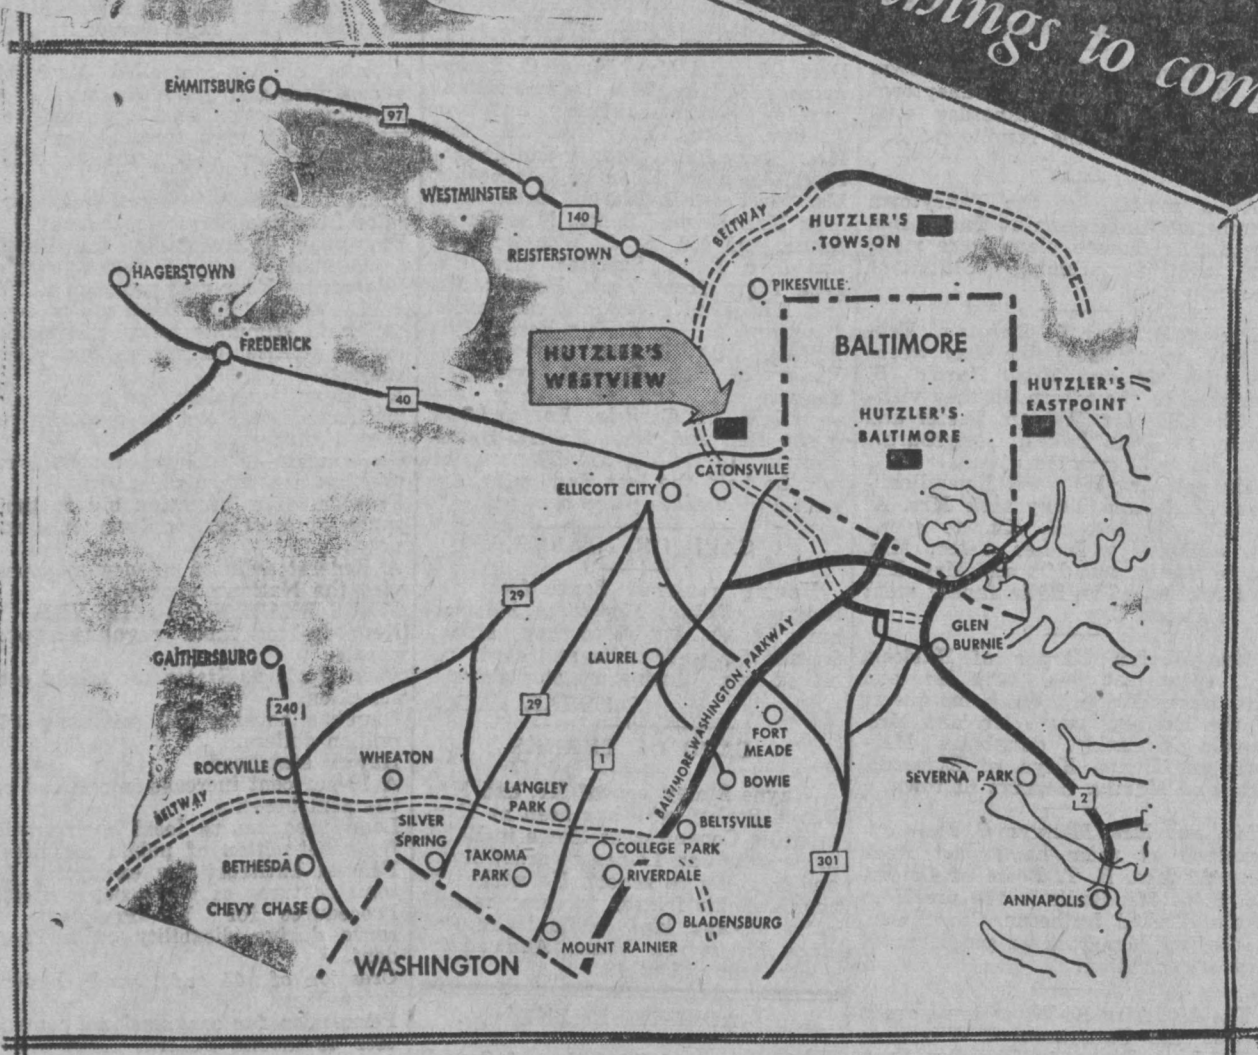 things to com
EMMITSBURG
97
WESTMINSTER
140
REISTERSTOWN
BELTWAY
HUTZLER'S
TOWSON
HAGERSTOWN
PIKESVILLE
FREDERICK
HUTZLER'S
WESTVIEW
BALTIMORE
40
HUTZLER'S
EASTPOINT
HUTZLER'S
BALTIMORE
CATONSVILLE
ELLICOTT CITY
29
GLEN
BURNIE
GAITHERSBURG
LAUREL
BALTIMORE-WASHINGTON PARKWAY
240
29
FORT
MEADE
1
ROCKVILLE
WHEATON
BOWIE
SEVERNA PARK
2
BELTWAY
LANGLEY
PARK
SILVER
SPRING
BELTSVILLE
COLLEGE PARK
BETHESDA
TAKOMA
PARK
RIVERDALE
301
CHEVY CHASE
ANNAPOLIS
BLADENSBURG
MOUNT RAINIER
WASHINGTON